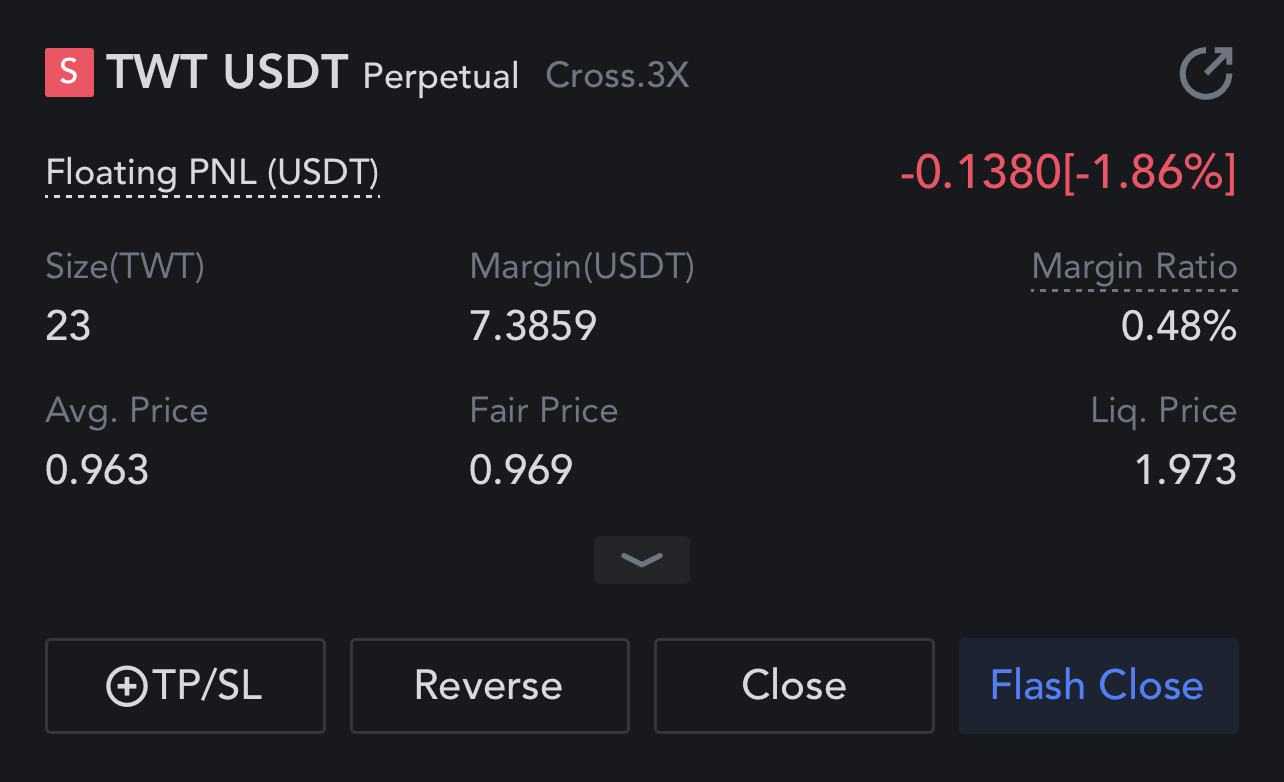 S TWT USDT Perpetual Cross.3X
Floating PNL (USDT) -0.1380[-1.86%]
Size(TWT) Margin(USDT) Margin Ratio
23 7.3859 0.48%
Avg. Price Fair Price Liq. Price
0.963 0.969 1.973
TP/SL Reverse Close Flash Close